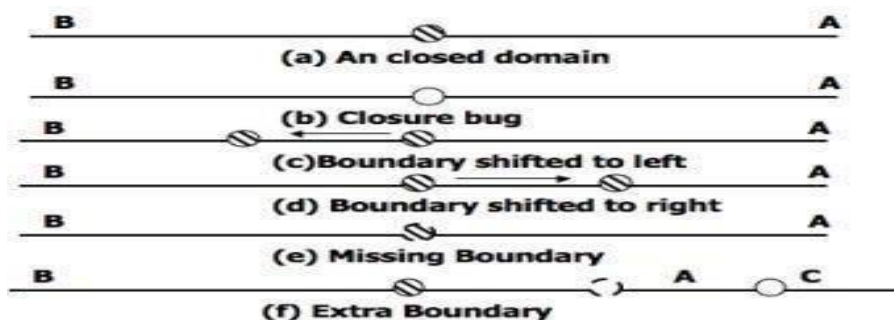 B A
(a) An closed domain
B A
(b) Closure bug
B A
(c)Boundary shifted to left
B A
(d) Boundary shifted to right
B A
(e) Missing Boundary
B A C
(f) Extra Boundary